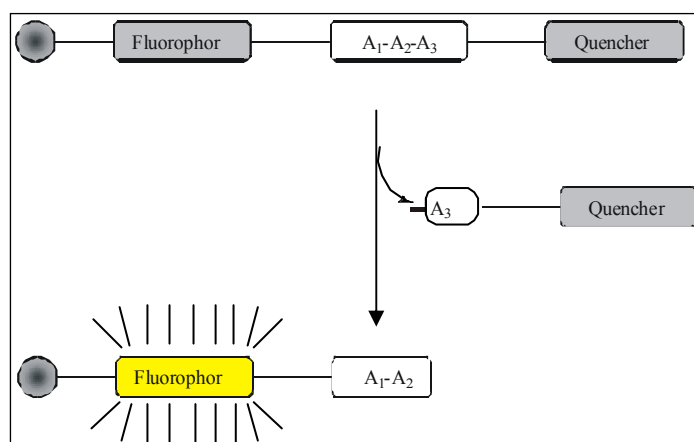 Fluorophor A₁-A₂-A₃ Quencher
A₃ Quencher
Fluorophor A₁-A₂